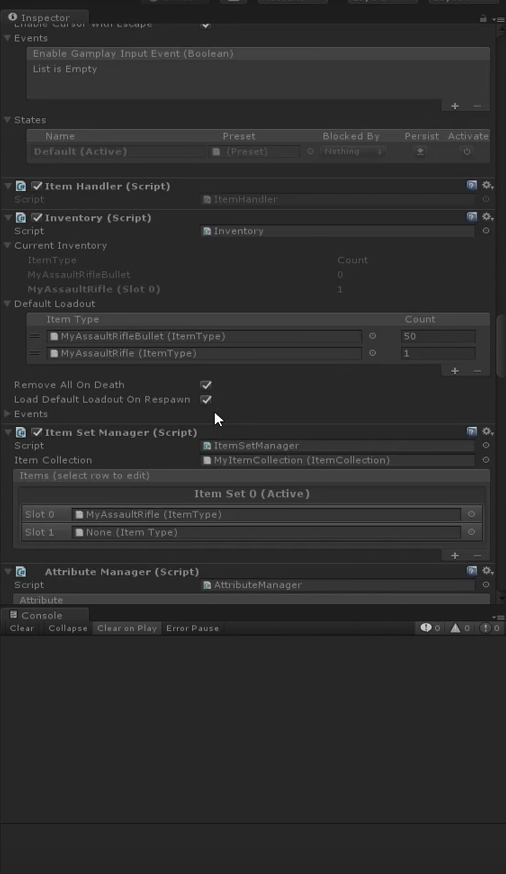 Inspector
Enable Cursor With Escape
Events
Enable Gamplay Input Event (Boolean)
List is Empty
+ −
States
Name Preset Blocked By Persist Activate
Default (Active) (Preset) Nothing
Item Handler (Script)
Script ItemHandler
Inventory (Script)
Script Inventory
Current Inventory
ItemType Count
MyAssaultRifleBullet 0
MyAssaultRifle (Slot 0) 1
Default Loadout
Item Type Count
MyAssaultRifleBullet (ItemType) 50
MyAssaultRifle (ItemType) 1
+ −
Remove All On Death
Load Default Loadout On Respawn
Events
Item Set Manager (Script)
Script ItemSetManager
Item Collection MyItemCollection (ItemCollection)
Items (select row to edit)
Item Set 0 (Active)
Slot 0 MyAssaultRifle (ItemType)
Slot 1 None (Item Type)
+ −
Attribute Manager (Script)
Script AttributeManager
Attribute
Console
Clear Collapse Clear on Play Error Pause 0 0 0